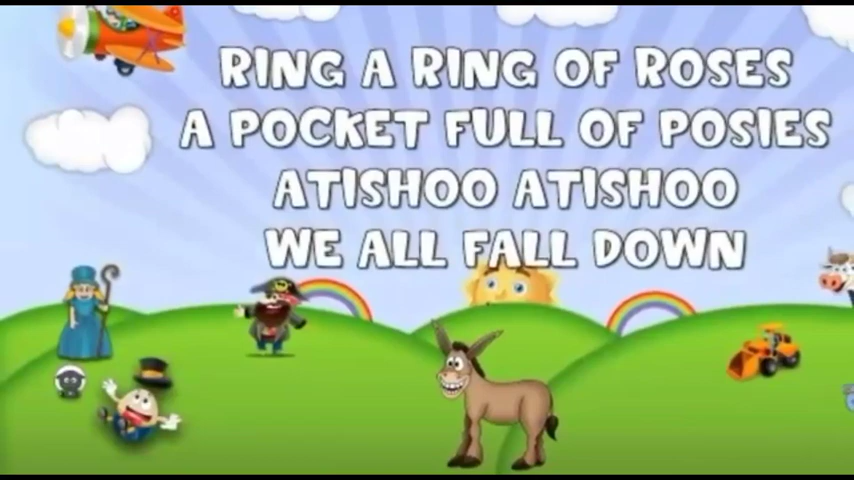 RING A RING OF ROSES
A POCKET FULL OF POSIES
ATISHOO ATISHOO
WE ALL FALL DOWN